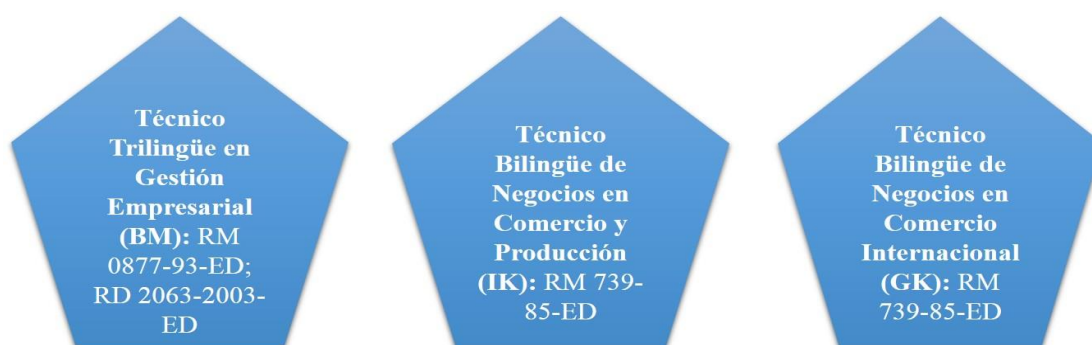 Técnico
Trilingüe en
Gestión
Empresarial
(BM): RM
0877-93-ED;
RD 2063-2003-
ED
Técnico
Bilingüe de
Negocios en
Comercio y
Producción
(IK): RM 739-
85-ED
Técnico
Bilingüe de
Negocios en
Comercio
Internacional
(GK): RM
739-85-ED